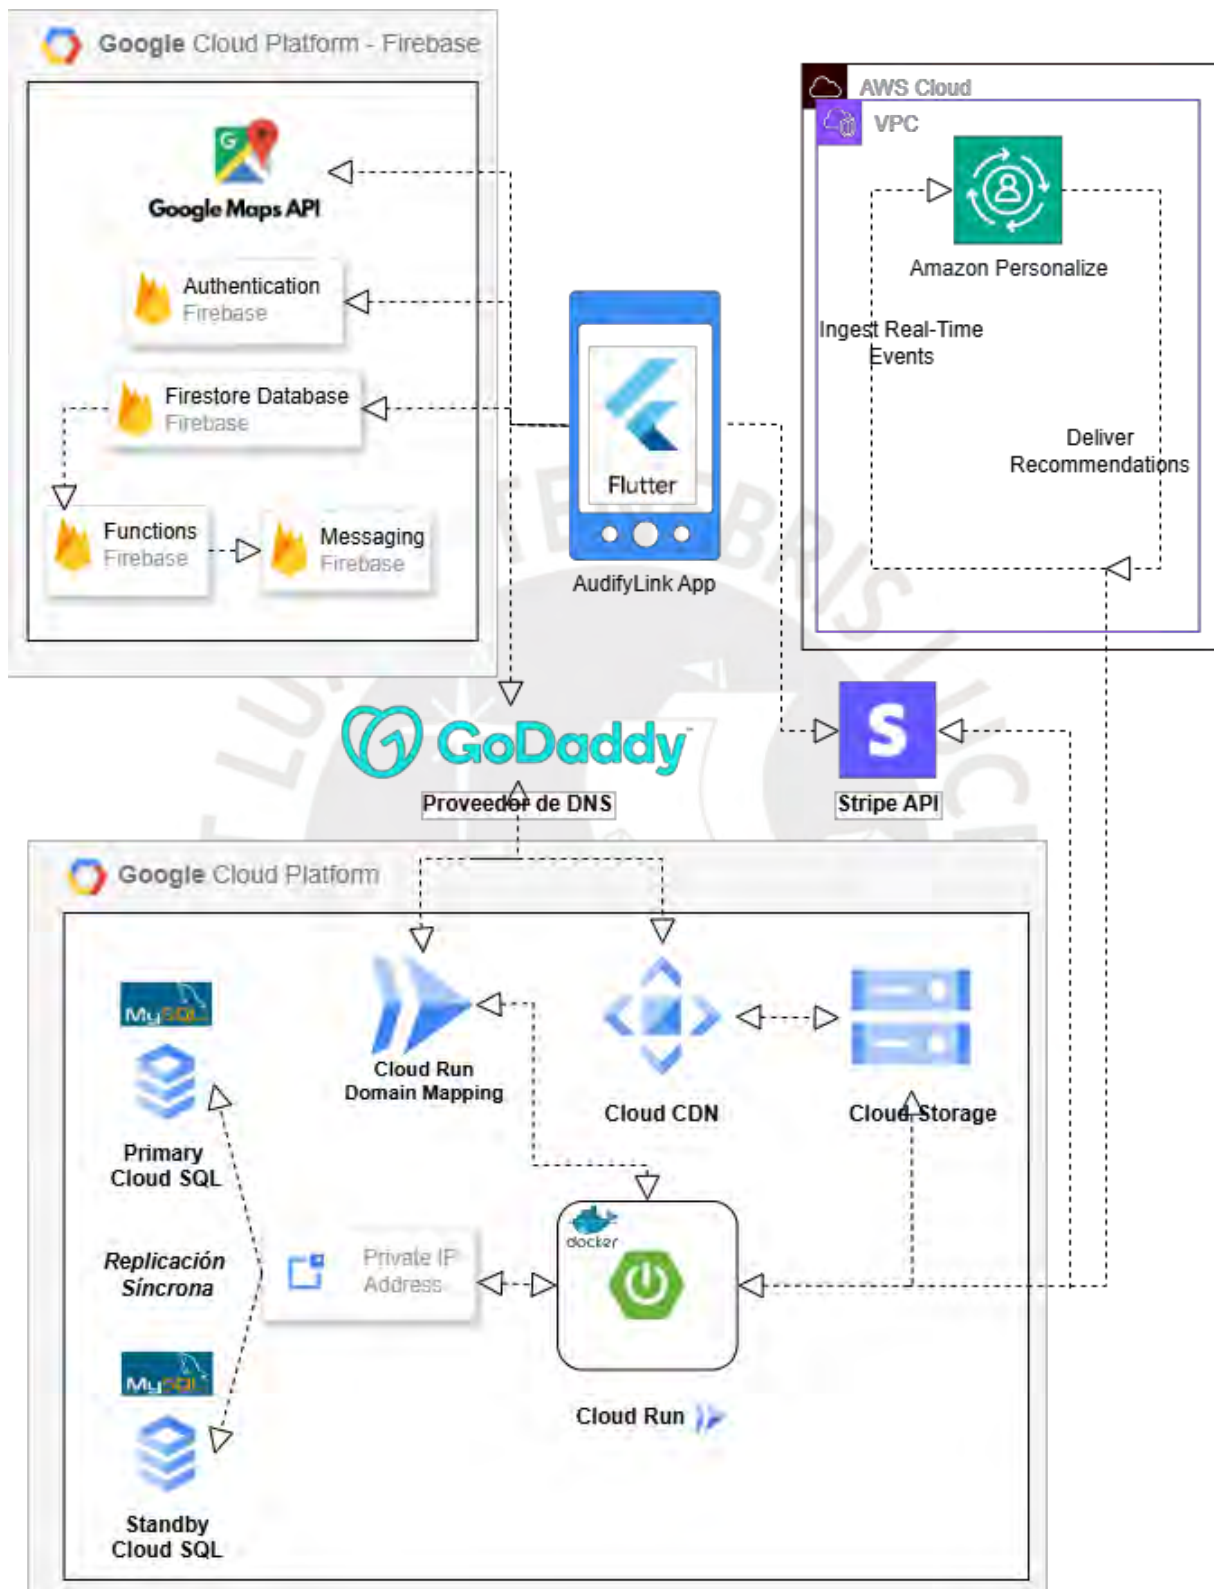 Google Cloud Platform - Firebase
G
Google Maps API
Authentication
Firebase
Firestore Database
Firebase
Functions
Firebase
Messaging
Firebase
Flutter
AudifyLink App
AWS Cloud
VPC
Amazon Personalize
Ingest Real-Time
Events
Deliver
Recommendations
GoDaddy
Proveedor de DNS
S
Stripe API
Google Cloud Platform
MySQL
Primary
Cloud SQL
Replicación
Síncrona
MySQL
Standby
Cloud SQL
Cloud Run
Domain Mapping
Cloud CDN
Cloud Storage
Private IP
Address
docker
Cloud Run